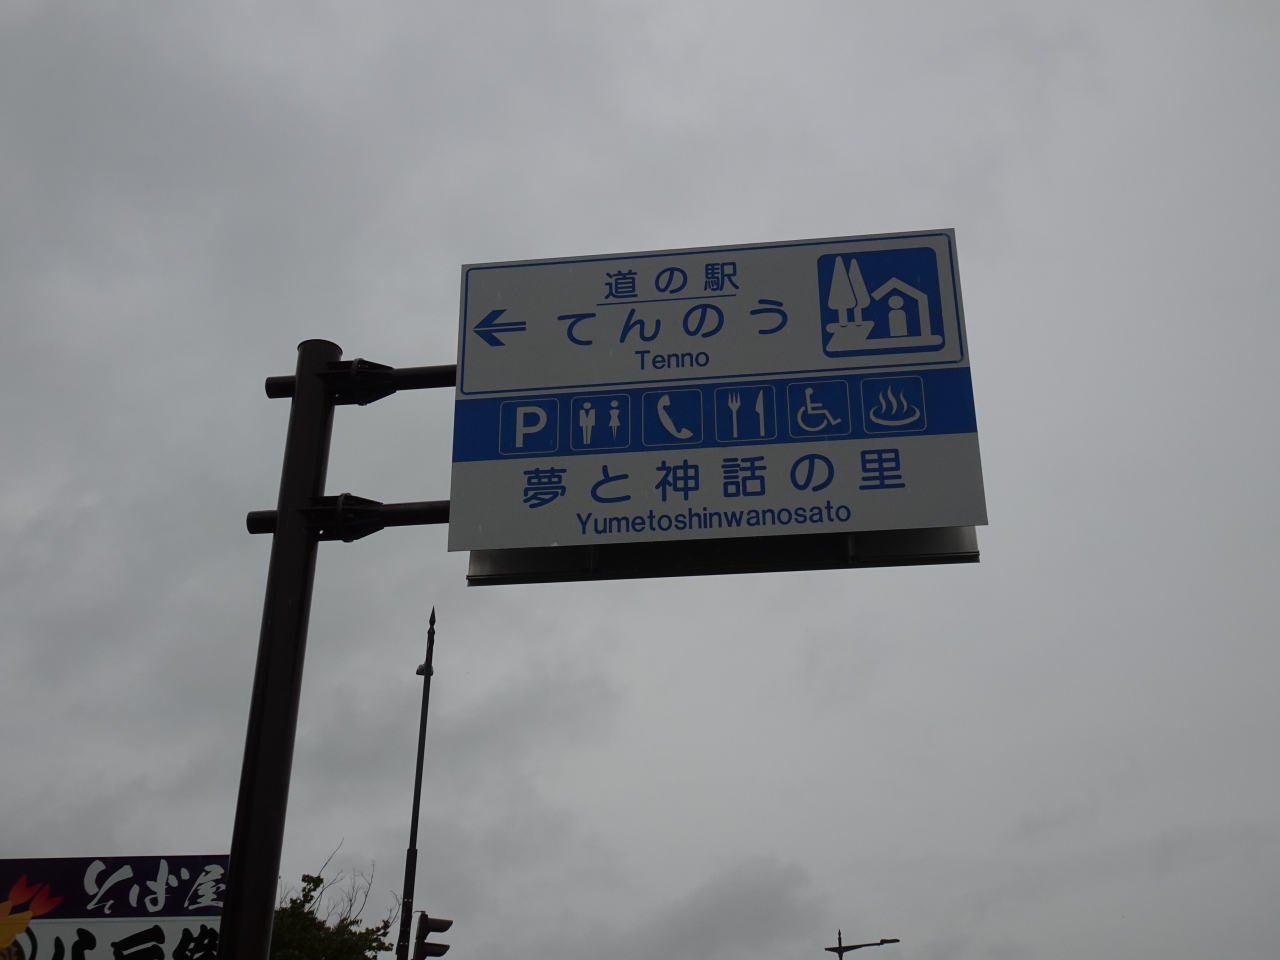 道の駅
てんのう
Tenno
P
夢と神話の里
Yumetoshinwanosato
そば屋